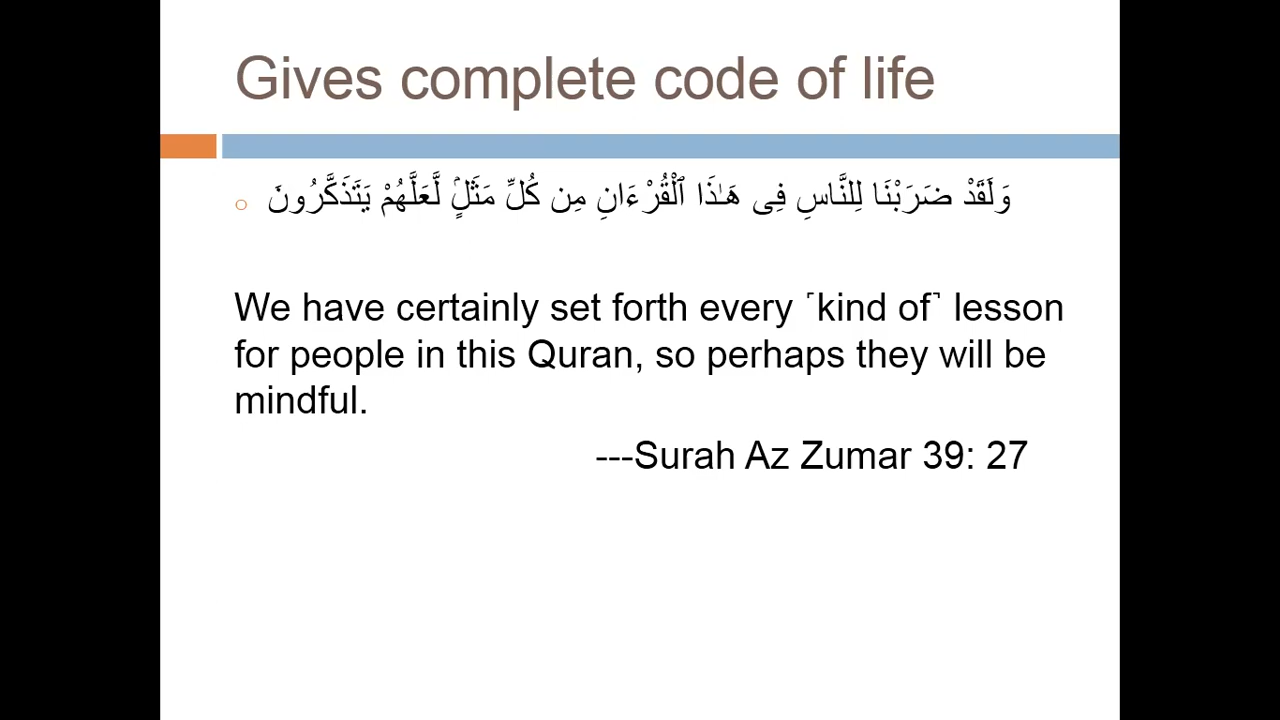 Gives complete code of life
وَلَقَدْ ضَرَبْنَا لِلنَّاسِ فِى هَـٰذَا ٱلْقُرْءَانِ مِن كُلِّ مَثَلٍۢ لَّعَلَّهُمْ يَتَذَكَّرُونَ
We have certainly set forth every ˹kind of˺ lesson
for people in this Quran, so perhaps they will be
mindful.
---Surah Az Zumar 39: 27